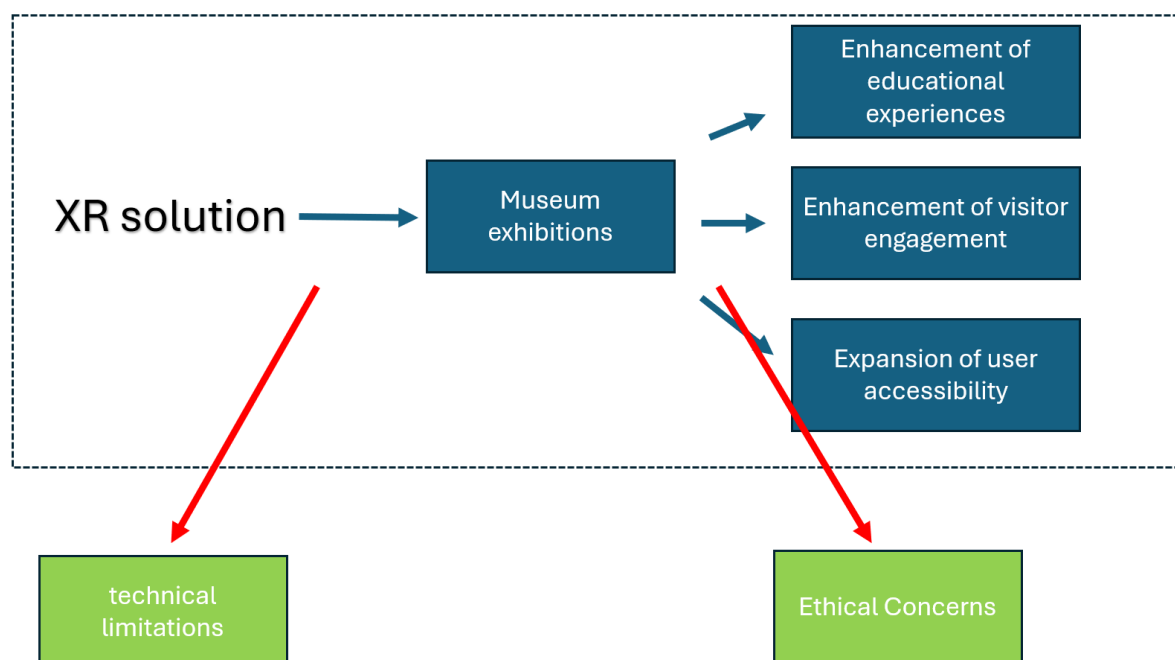 Enhancement of
educational
experiences
XR solution
Museum
exhibitions
Enhancement of visitor
engagement
Expansion of user
accessibility
technical
limitations
Ethical Concerns